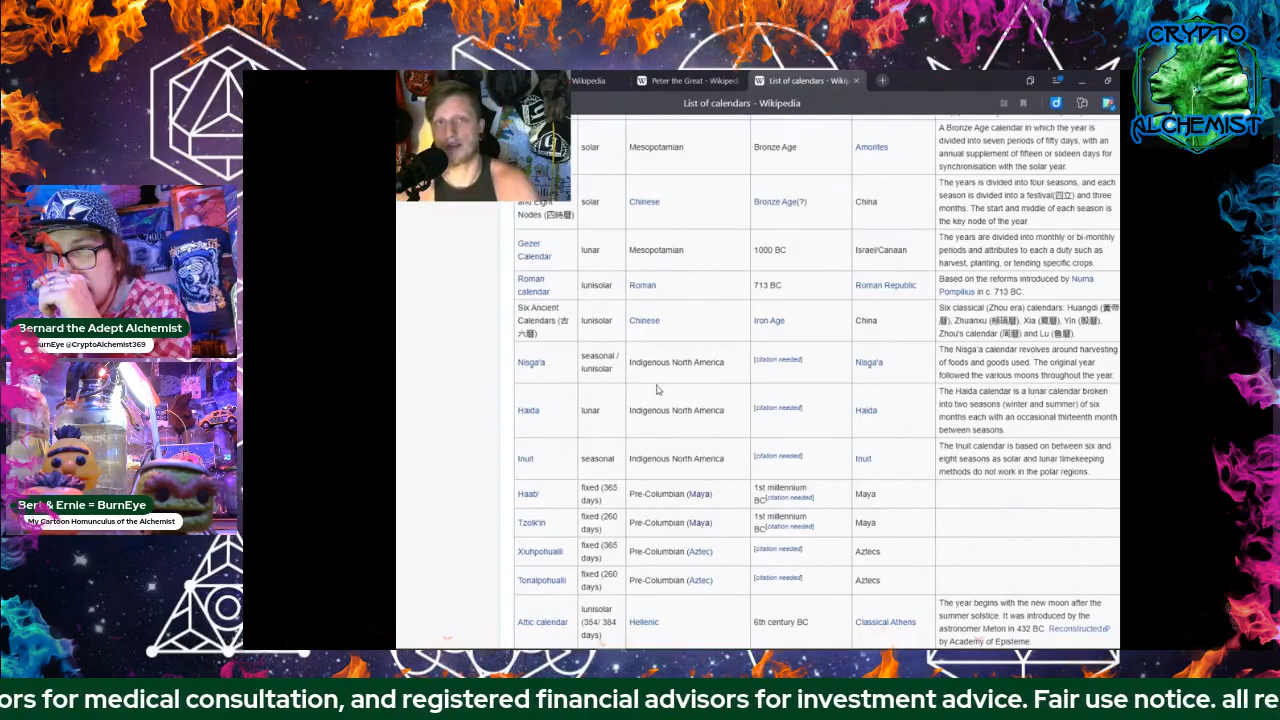 CRYPTO
ALCHEMIST
Wikipedia
Peter the Great - Wikiped
List of calendars - Wikip
List of calendars - Wikipedia
solar
Mesopotamian
Bronze Age
Amorites
A Bronze Age calendar in which the year is
divided into seven periods of fifty days, with an
annual supplement of fifteen or sixteen days for
synchronisation with the solar year.
and Eight
Nodes (四時曆)
solar
Chinese
Bronze Age(?)
China
The years is divided into four seasons, and each
season is divided into a festival(四立) and three
months. The start and middle of each season is
the key node of the year.
Gezer
Calendar
lunar
Mesopotamian
1000 BC
Israel/Canaan
The years are divided into monthly or bi-monthly
periods and attributes to each a duty such as
harvest, planting, or tending specific crops.
Roman
calendar
lunisolar
Roman
713 BC
Roman Republic
Based on the reforms introduced by Numa
Pompilius in c. 713 BC.
Six Ancient
Calendars (古
六曆)
lunisolar
Chinese
Iron Age
China
Six classical (Zhou era) calendars: Huangdi (黃帝
曆), Zhuanxu (顓頊曆), Xia (夏曆), Yin (殷曆),
Zhou's calendar (周曆) and Lu (魯曆).
Nisga'a
seasonal /
lunisolar
Indigenous North America
[citation needed]
Nisga'a
The Nisga'a calendar revolves around harvesting
of foods and goods used. The original year
followed the various moons throughout the year.
Haida
lunar
Indigenous North America
[citation needed]
Haida
The Haida calendar is a lunar calendar broken
into two seasons (winter and summer) of six
months each with an occasional thirteenth month
between seasons.
Inuit
seasonal
Indigenous North America
[citation needed]
Inuit
The Inuit calendar is based on between six and
eight seasons as solar and lunar timekeeping
methods do not work in the polar regions.
Haab'
fixed (365
days)
Pre-Columbian (Maya)
1st millennium
BC[citation needed]
Maya
Tzolk'in
fixed (260
days)
Pre-Columbian (Maya)
1st millennium
BC[citation needed]
Maya
Xiuhpohualli
fixed (365
days)
Pre-Columbian (Aztec)
[citation needed]
Aztecs
Tonalpohualli
fixed (260
days)
Pre-Columbian (Aztec)
[citation needed]
Aztecs
Attic calendar
lunisolar
(354/ 384
days)
Hellenic
6th century BC
Classical Athens
The year begins with the new moon after the
summer solstice. It was introduced by the
astronomer Meton in 432 BC. Reconstructed
by Academy of Episteme.
Bernard the Adept Alchemist
BurnEye @CryptoAlchemist369
Bert & Ernie = BurnEye
My Cartoon Homunculus of the Alchemist
ors for medical consultation, and registered financial advisors for investment advice. Fair use notice. all re